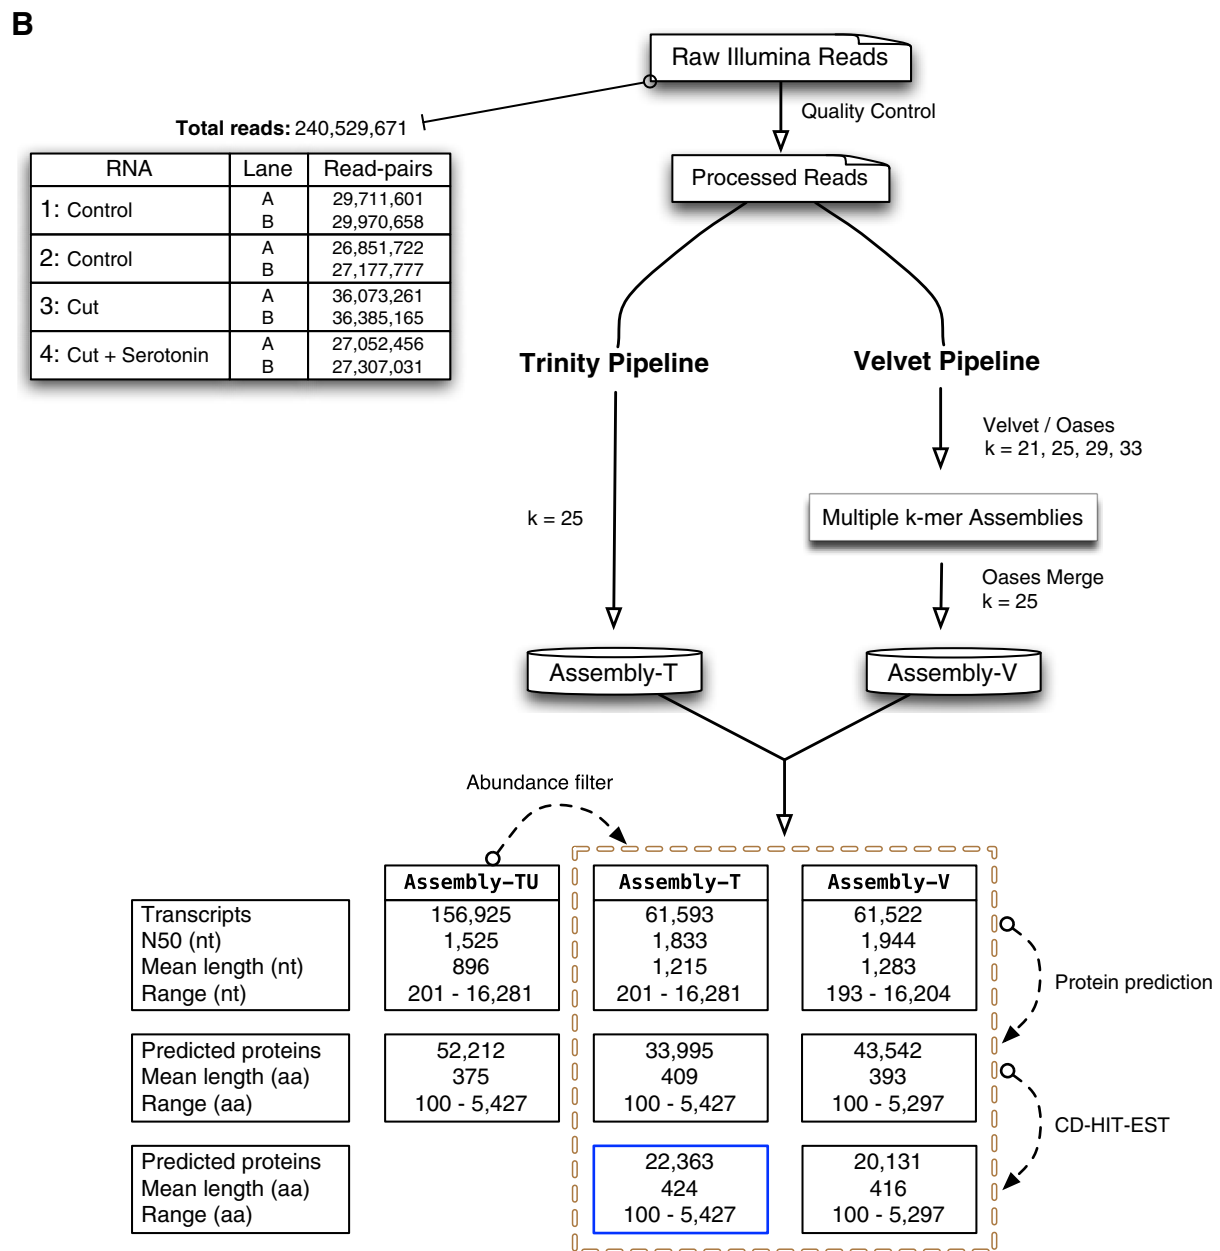 B
Raw Illumina Reads
Quality Control
Total reads: 240,529,671
RNA Lane Read-pairs
1: Control A 29,711,601
B 29,970,658
2: Control A 26,851,722
B 27,177,777
3: Cut A 36,073,261
B 36,385,165
4: Cut + Serotonin A 27,052,456
B 27,307,031
Processed Reads
Trinity Pipeline
Velvet Pipeline
Velvet / Oases
k = 21, 25, 29, 33
k = 25
Multiple k-mer Assemblies
Oases Merge
k = 25
Assembly-T
Assembly-V
Abundance filter
Assembly-TU Assembly-T Assembly-V
Transcripts 156,925 61,593 61,522
N50 (nt) 1,525 1,833 1,944
Mean length (nt) 896 1,215 1,283
Range (nt) 201 - 16,281 201 - 16,281 193 - 16,204
Protein prediction
Predicted proteins 52,212 33,995 43,542
Mean length (aa) 375 409 393
Range (aa) 100 - 5,427 100 - 5,427 100 - 5,297
CD-HIT-EST
Predicted proteins 22,363 20,131
Mean length (aa) 424 416
Range (aa) 100 - 5,427 100 - 5,297